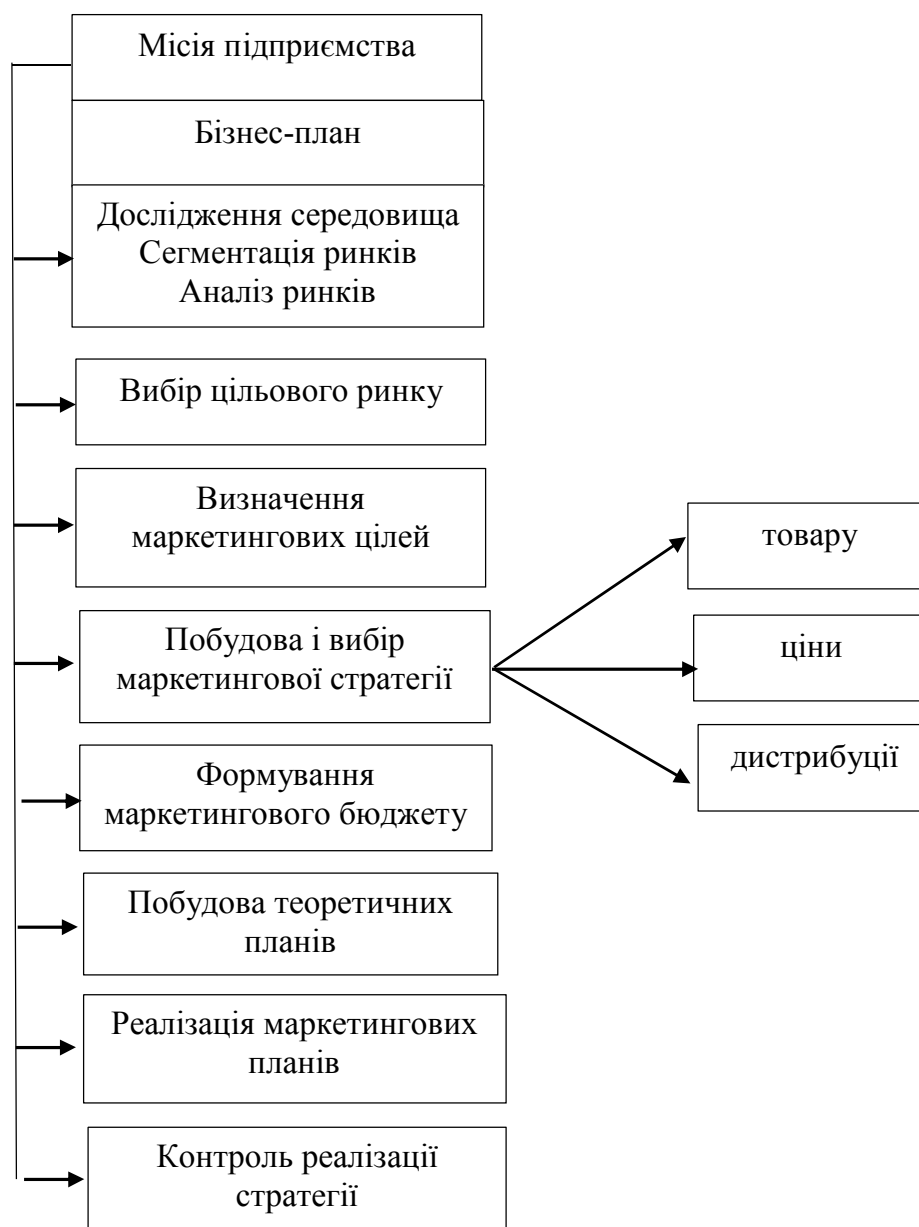 Місія підприємства
Бізнес-план
Дослідження середовища
Сегментація ринків
Аналіз ринків
Вибір цільового ринку
Визначення
маркетингових цілей
Побудова і вибір
маркетингової стратегії
товару
ціни
дистрибуції
Формування
маркетингового бюджету
Побудова теоретичних
планів
Реалізація маркетингових
планів
Контроль реалізації
стратегії